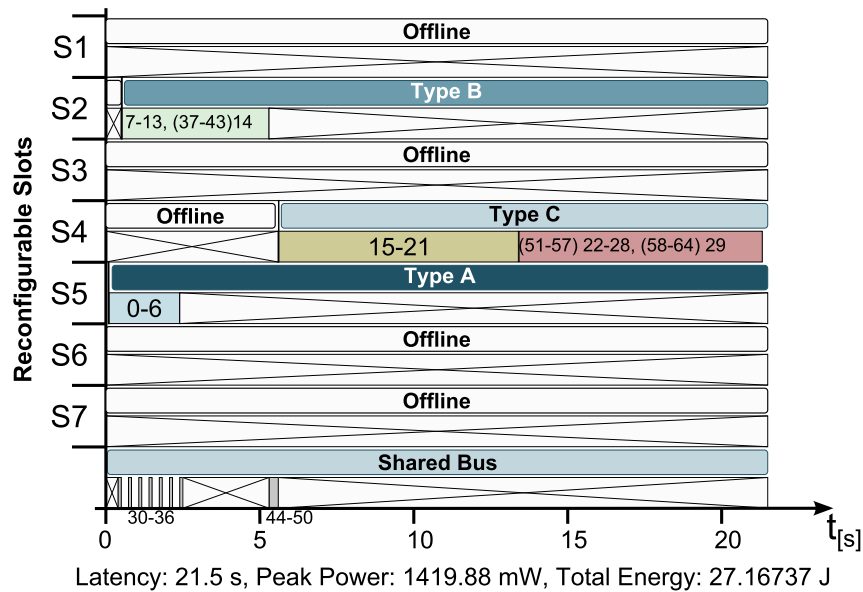 Reconfigurable Slots
S1
Offline
S2
Type B
7-13, (37-43)14
S3
Offline
S4
Offline
Type C
15-21
(51-57) 22-28, (58-64) 29
S5
Type A
0-6
S6
Offline
S7
Offline
Shared Bus
30-36
44-50
0
5
10
15
20
t[s]
Latency: 21.5 s, Peak Power: 1419.88 mW, Total Energy: 27.16737 J